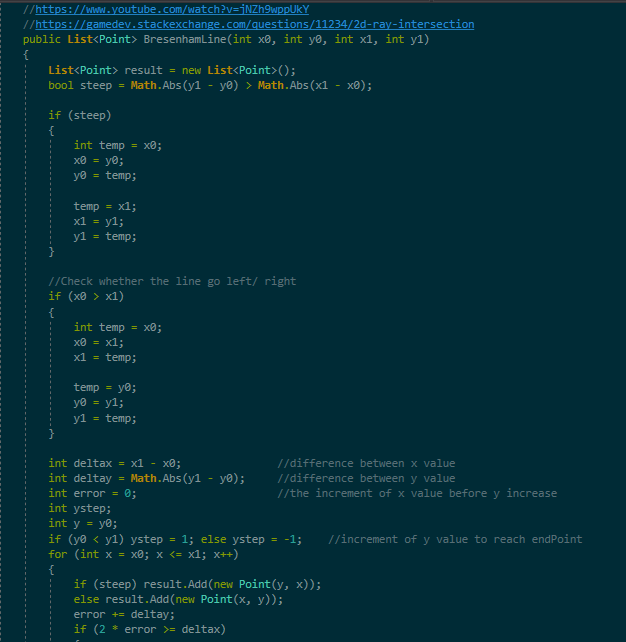 //https://www.youtube.com/watch?v=jNZh9wppUkY
//https://gamedev.stackexchange.com/questions/11234/2d-ray-intersection
public List<Point> BresenhamLine(int x0, int y0, int x1, int y1)
{
List<Point> result = new List<Point>();
bool steep = Math.Abs(y1 - y0) > Math.Abs(x1 - x0);
if (steep)
{
int temp = x0;
x0 = y0;
y0 = temp;
temp = x1;
x1 = y1;
y1 = temp;
}
//Check whether the line go left/ right
if (x0 > x1)
{
int temp = x0;
x0 = x1;
x1 = temp;
temp = y0;
y0 = y1;
y1 = temp;
}
int deltax = x1 - x0; //difference between x value
int deltay = Math.Abs(y1 - y0); //difference between y value
int error = 0; //the increment of x value before y increase
int ystep;
int y = y0;
if (y0 < y1) ystep = 1; else ystep = -1; //increment of y value to reach endPoint
for (int x = x0; x <= x1; x++)
{
if (steep) result.Add(new Point(y, x));
else result.Add(new Point(x, y));
error += deltay;
if (2 * error >= deltax)